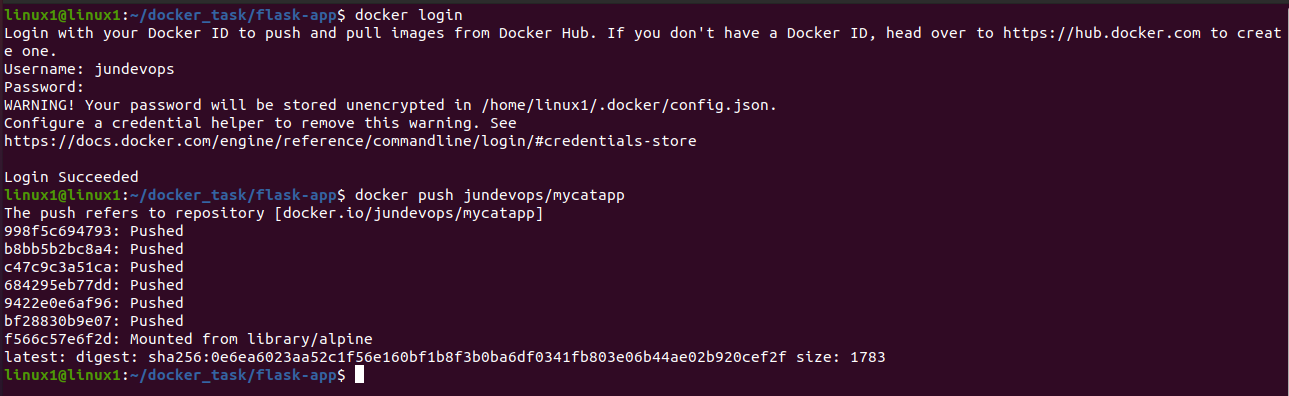 linux1@linux1:~/docker_task/flask-app$ docker login
Login with your Docker ID to push and pull images from Docker Hub. If you don't have a Docker ID, head over to https://hub.docker.com to creat
e one.
Username: jundevops
Password:
WARNING! Your password will be stored unencrypted in /home/linux1/.docker/config.json.
Configure a credential helper to remove this warning. See
https://docs.docker.com/engine/reference/commandline/login/#credentials-store
Login Succeeded
linux1@linux1:~/docker_task/flask-app$ docker push jundevops/mycatapp
The push refers to repository [docker.io/jundevops/mycatapp]
998f5c694793: Pushed
b8bb5b2bc8a4: Pushed
c47c9c3a51ca: Pushed
684295eb77dd: Pushed
9422e0e6af96: Pushed
bf28830b9e07: Pushed
f566c57e6f2d: Mounted from library/alpine
latest: digest: sha256:0e6ea6023aa52c1f56e160bf1b8f3b0ba6df0341fb803e06b44ae02b920cef2f size: 1783
linux1@linux1:~/docker_task/flask-app$